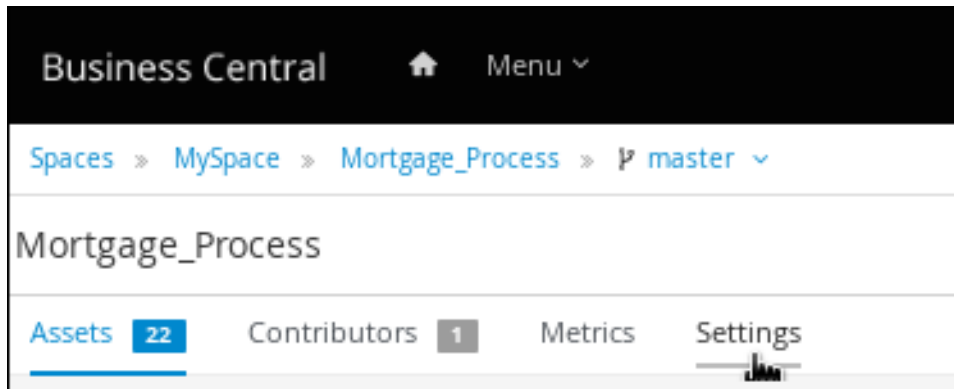 Business Central Menu
Spaces » MySpace » Mortgage_Process » master
Mortgage_Process
Assets 22 Contributors 1 Metrics Settings